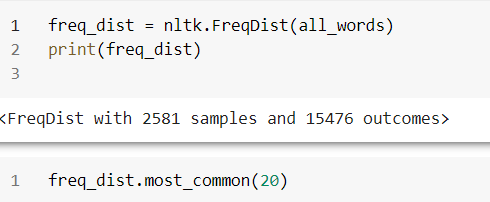 1 freq_dist = nltk.FreqDist(all_words)
2 print(freq_dist)
3
<FreqDist with 2581 samples and 15476 outcomes>
1 freq_dist.most_common(20)